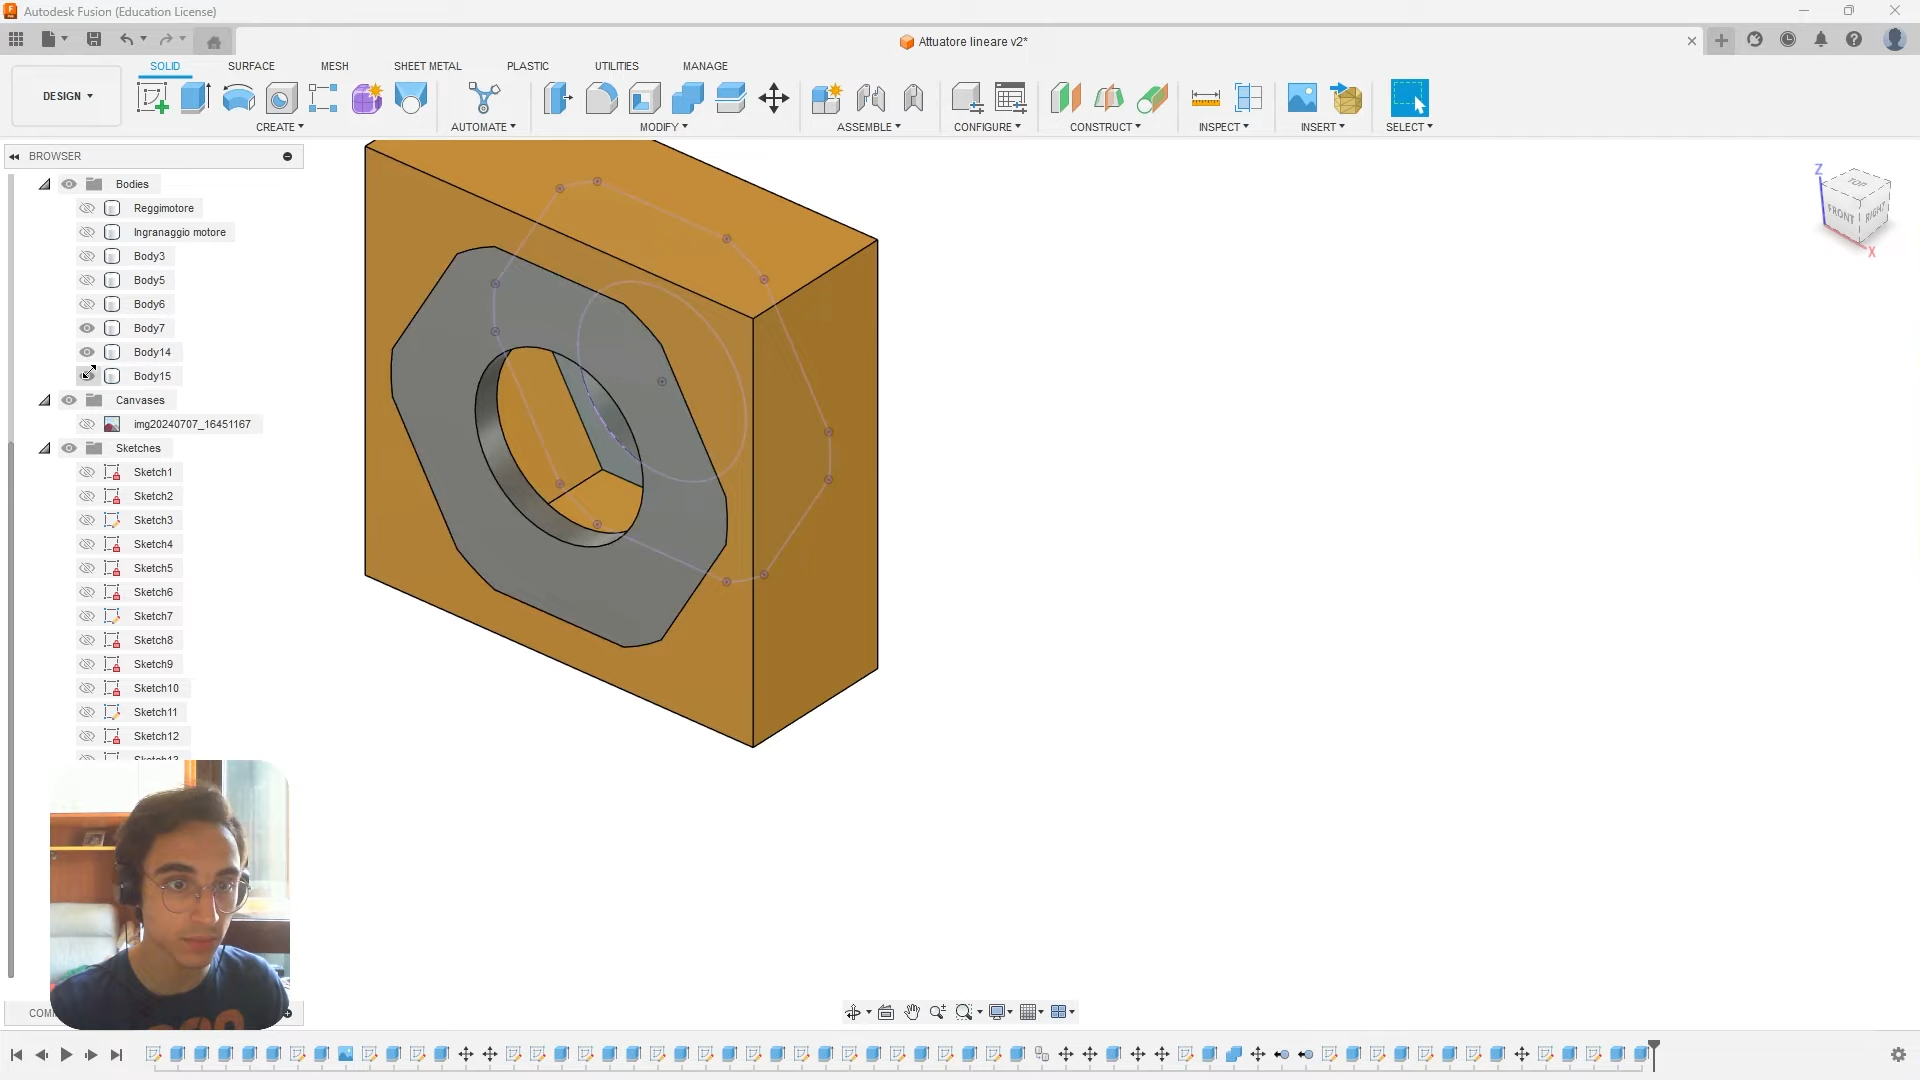 Autodesk Fusion (Education License)
Attuatore lineare v2*
DESIGN
SOLID SURFACE MESH SHEET METAL PLASTIC UTILITIES MANAGE
CREATE AUTOMATE MODIFY ASSEMBLE CONFIGURE CONSTRUCT INSPECT INSERT SELECT
BROWSER
Bodies
Reggimotore
Ingranaggio motore
Body3
Body5
Body6
Body7
Body14
Body15
Canvases
img20240707_16451167
Sketches
Sketch1
Sketch2
Sketch3
Sketch4
Sketch5
Sketch6
Sketch7
Sketch8
Sketch9
Sketch10
Sketch11
Sketch12
Sketch13
Z
TOP
FRONT RIGHT
X